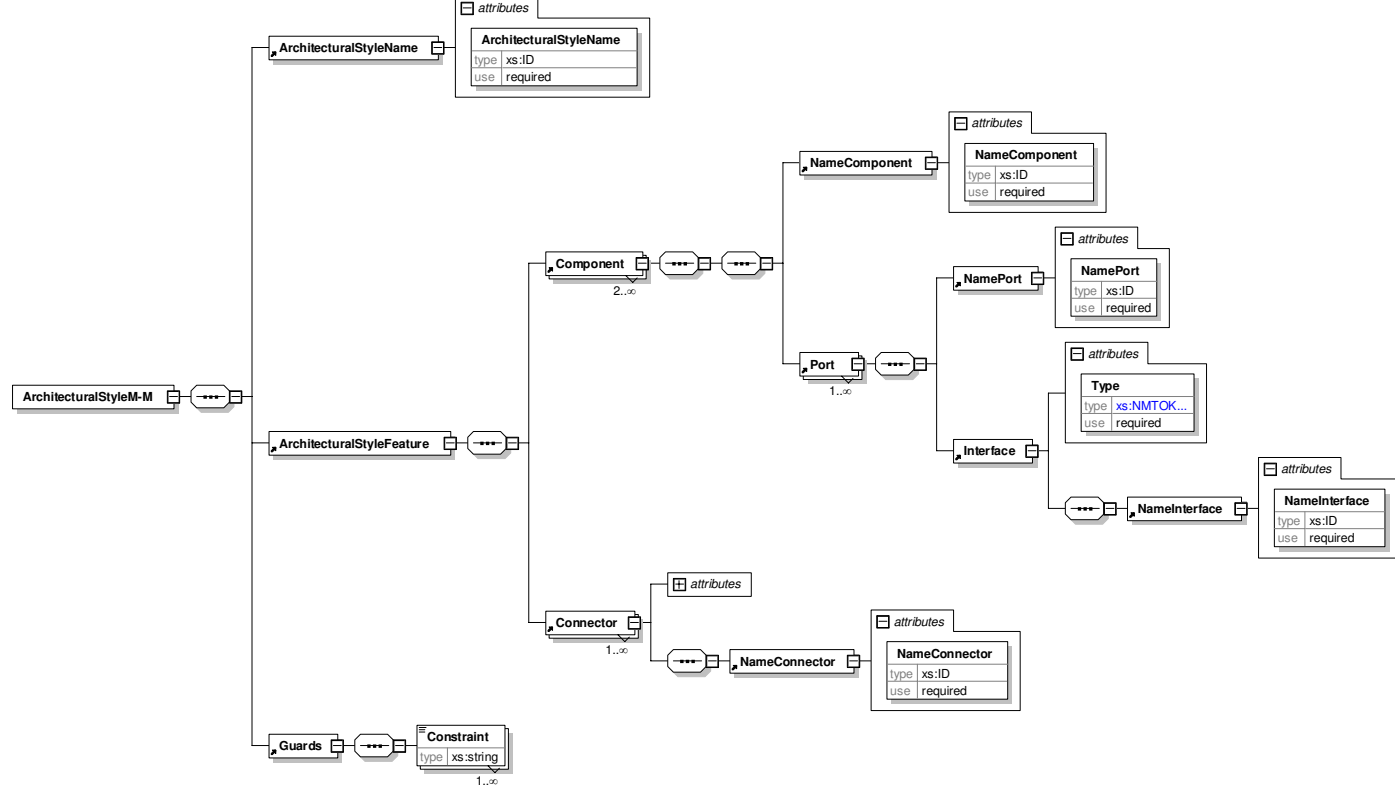 attributes
ArchitecturalStyleName
ArchitecturalStyleName
type xs:ID
use required
attributes
NameComponent
NameComponent
type xs:ID
use required
attributes
Component
2..∞
NamePort
NamePort
type xs:ID
use required
attributes
Port
1..∞
Type
ArchitecturalStyleM-M
type xs:NMTOK...
use required
ArchitecturalStyleFeature
Interface
attributes
NameInterface
NameInterface
type xs:ID
use required
attributes
Connector
1..∞
attributes
NameConnector
NameConnector
type xs:ID
use required
Guards
Constraint
type xs:string
1..∞